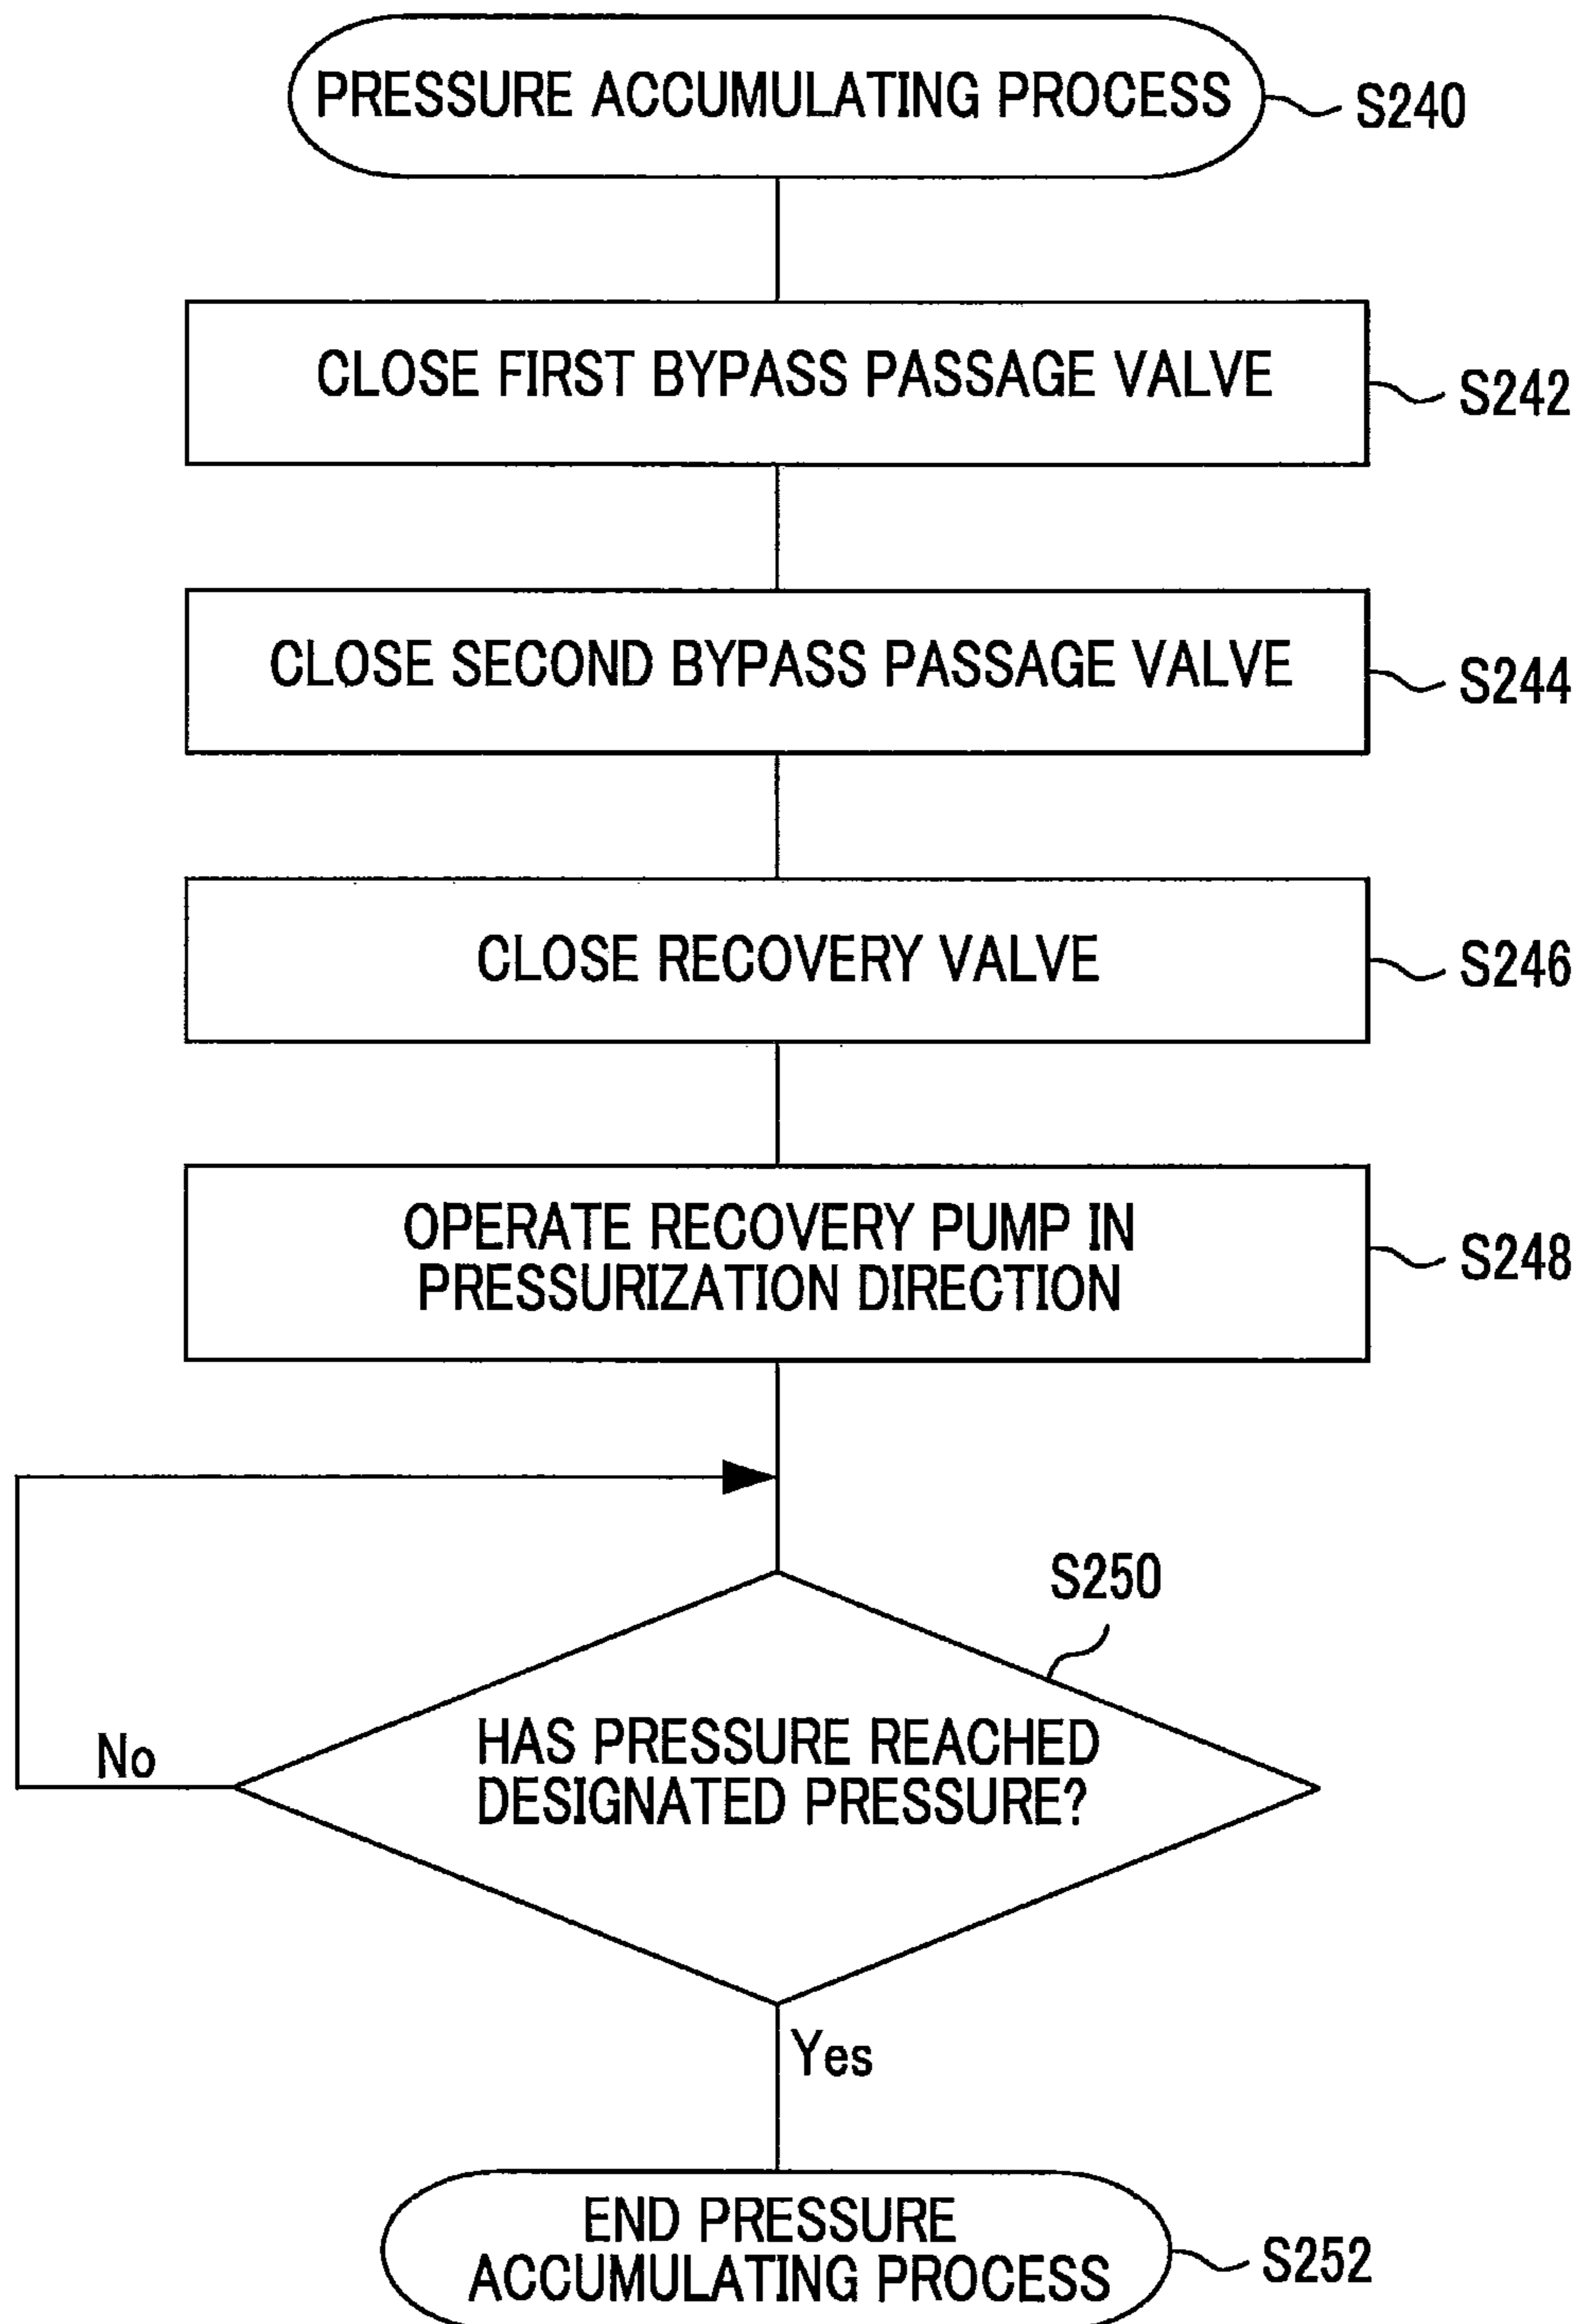 PRESSURE ACCUMULATING PROCESS
S240
CLOSE FIRST BYPASS PASSAGE VALVE
S242
CLOSE SECOND BYPASS PASSAGE VALVE
S244
CLOSE RECOVERY VALVE
S246
OPERATE RECOVERY PUMP IN
PRESSURIZATION DIRECTION
S248
S250
HAS PRESSURE REACHED
DESIGNATED PRESSURE?
No
Yes
END PRESSURE
ACCUMULATING PROCESS
S252